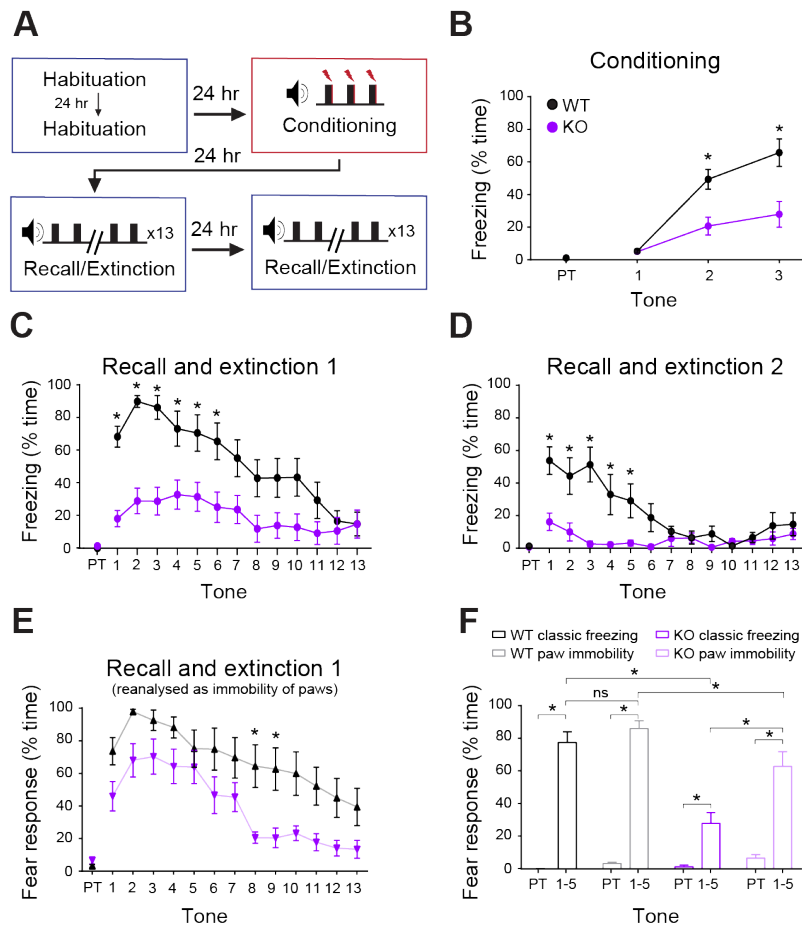 A
Habituation
24 hr
Habituation
24 hr
Conditioning
24 hr
x13
Recall/Extinction
24 hr
x13
Recall/Extinction
B
Conditioning
WT
KO
Freezing (% time)
100
80
60
40
20
0
*
*
PT 1 2 3
Tone
C
Recall and extinction 1
Freezing (% time)
100
80
60
40
20
0
* * * * * *
PT 1 2 3 4 5 6 7 8 9 10 11 12 13
Tone
D
Recall and extinction 2
Freezing (% time)
100
80
60
40
20
0
* * * * *
PT 1 2 3 4 5 6 7 8 9 10 11 12 13
Tone
E
Recall and extinction 1
(reanalysed as immobility of paws)
Fear response (% time)
100
80
60
40
20
0
* *
PT 1 2 3 4 5 6 7 8 9 10 11 12 13
Tone
F
WT classic freezing KO classic freezing
WT paw immobility KO paw immobility
Fear response (% time)
100
80
60
40
20
0
*
ns *
* * * *
*
PT 1-5 PT 1-5 PT 1-5 PT 1-5
Tone